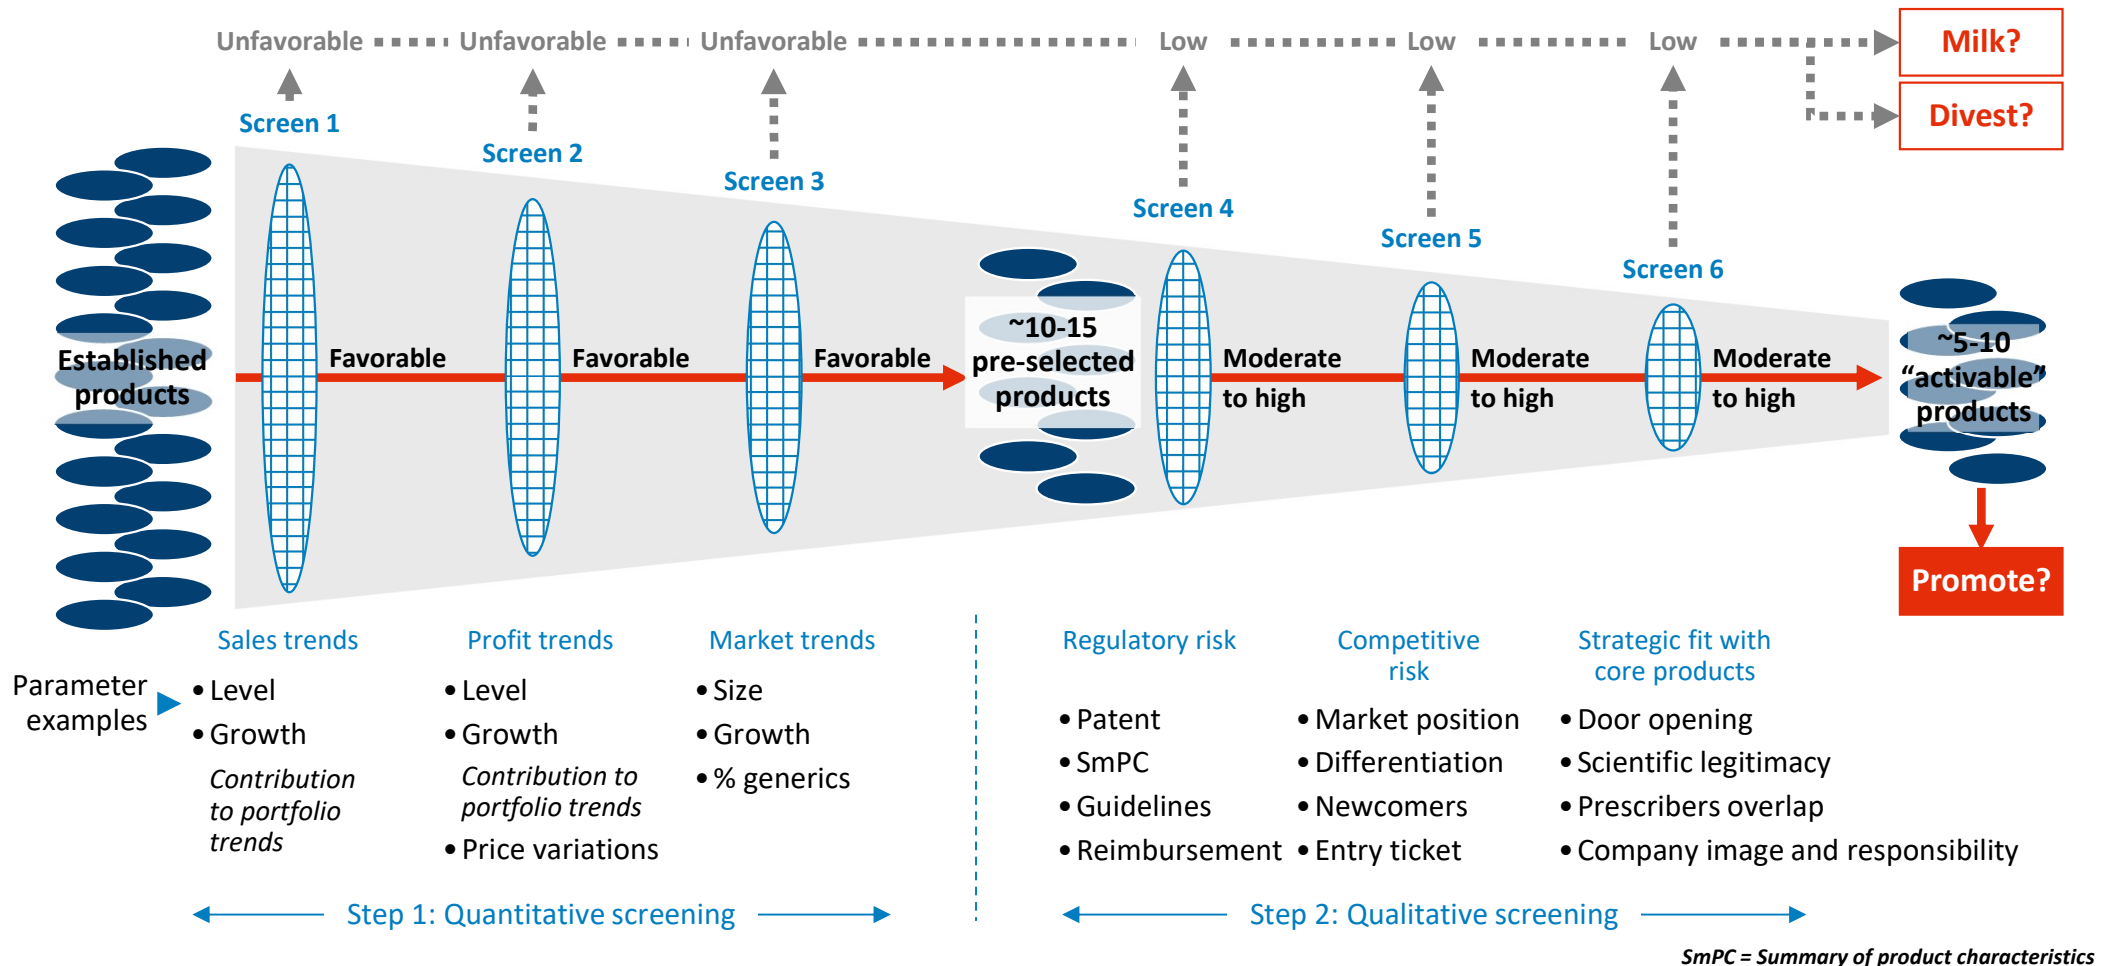 Unfavorable
Unfavorable
Unfavorable
Low
Low
Low
Milk?
Divest?
Screen 1
Screen 2
Screen 3
Screen 4
Screen 5
Screen 6
Established
products
Favorable
Favorable
Favorable
~10-15
pre-selected
products
Moderate
to high
Moderate
to high
Moderate
to high
~5-10
“activable”
products
Promote?
Parameter
examples
Sales trends
• Level
• Growth
Contribution
to portfolio
trends
Profit trends
• Level
• Growth
Contribution to
portfolio trends
• Price variations
Market trends
• Size
• Growth
• % generics
Regulatory risk
• Patent
• SmPC
• Guidelines
• Reimbursement
Competitive
risk
• Market position
• Differentiation
• Newcomers
• Entry ticket
Strategic fit with
core products
• Door opening
• Scientific legitimacy
• Prescribers overlap
• Company image and responsibility
Step 1: Quantitative screening
Step 2: Qualitative screening
SmPC = Summary of product characteristics